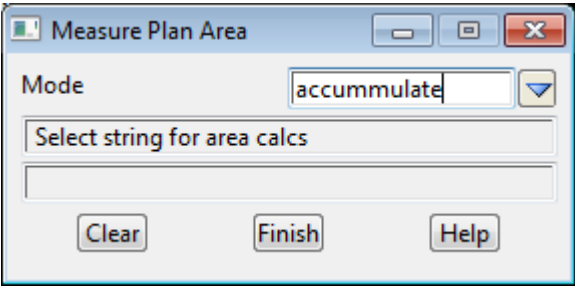 Measure Plan Area
Mode accummulate
Select string for area calcs
Clear Finish Help